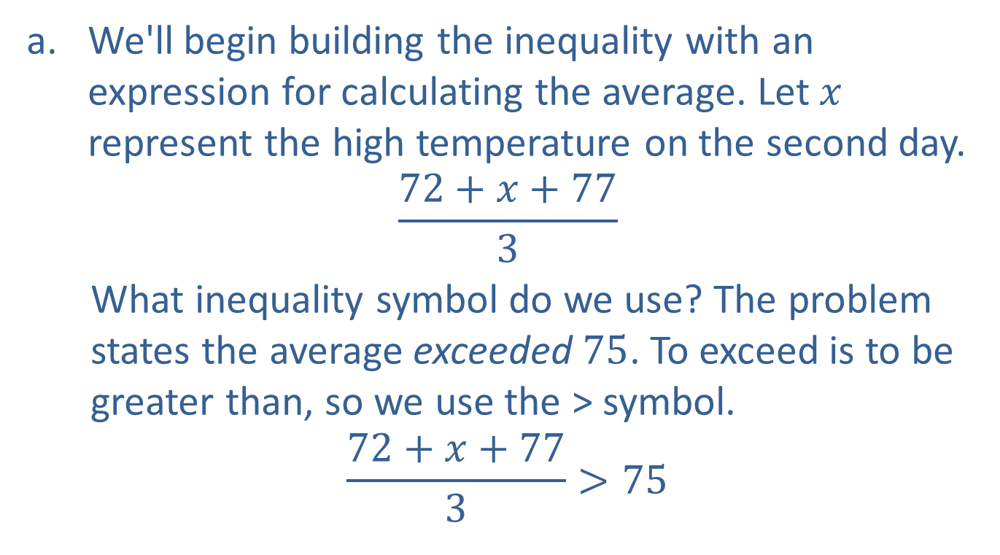 a. We'll begin building the inequality with an
expression for calculating the average. Let x
represent the high temperature on the second day.
72 + x + 77
3
What inequality symbol do we use? The problem
states the average exceeded 75. To exceed is to be
greater than, so we use the > symbol.
72 + x + 77
3
> 75